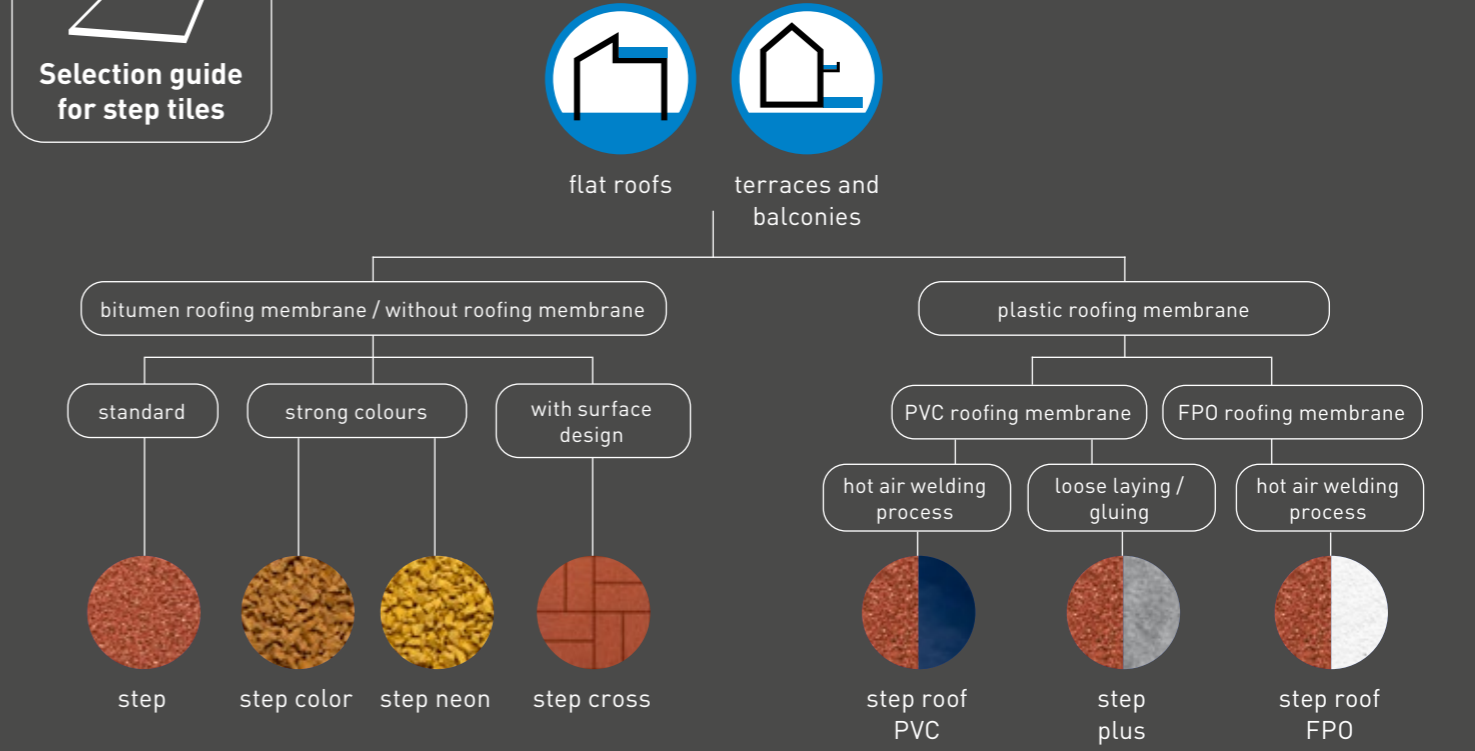 Selection guide
for step tiles
flat roofs
terraces and
balconies
bitumen roofing membrane / without roofing membrane
plastic roofing membrane
standard
strong colours
with surface
design
PVC roofing membrane
FPO roofing membrane
hot air welding
process
loose laying /
gluing
hot air welding
process
step
step color
step neon
step cross
step roof
PVC
step
plus
step roof
FPO